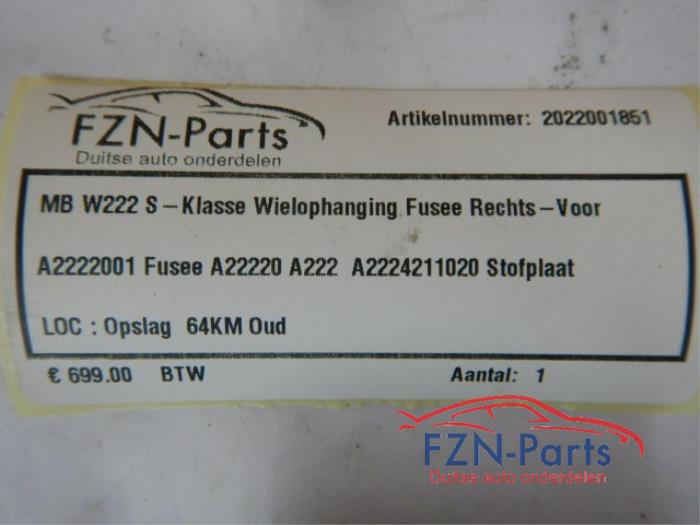 FZN-Parts
Duitse auto onderdelen
Artikelnummer: 2022001851
MB W222 S-Klasse Wielophanging Fusee Rechts-Voor
A2222001 Fusee A22220 A222 A2224211020 Stofplaat
LOC : Opslag 64KM Oud
€ 699.00 BTW Aantal: 1
FZN-Parts
Duitse auto onderdelen